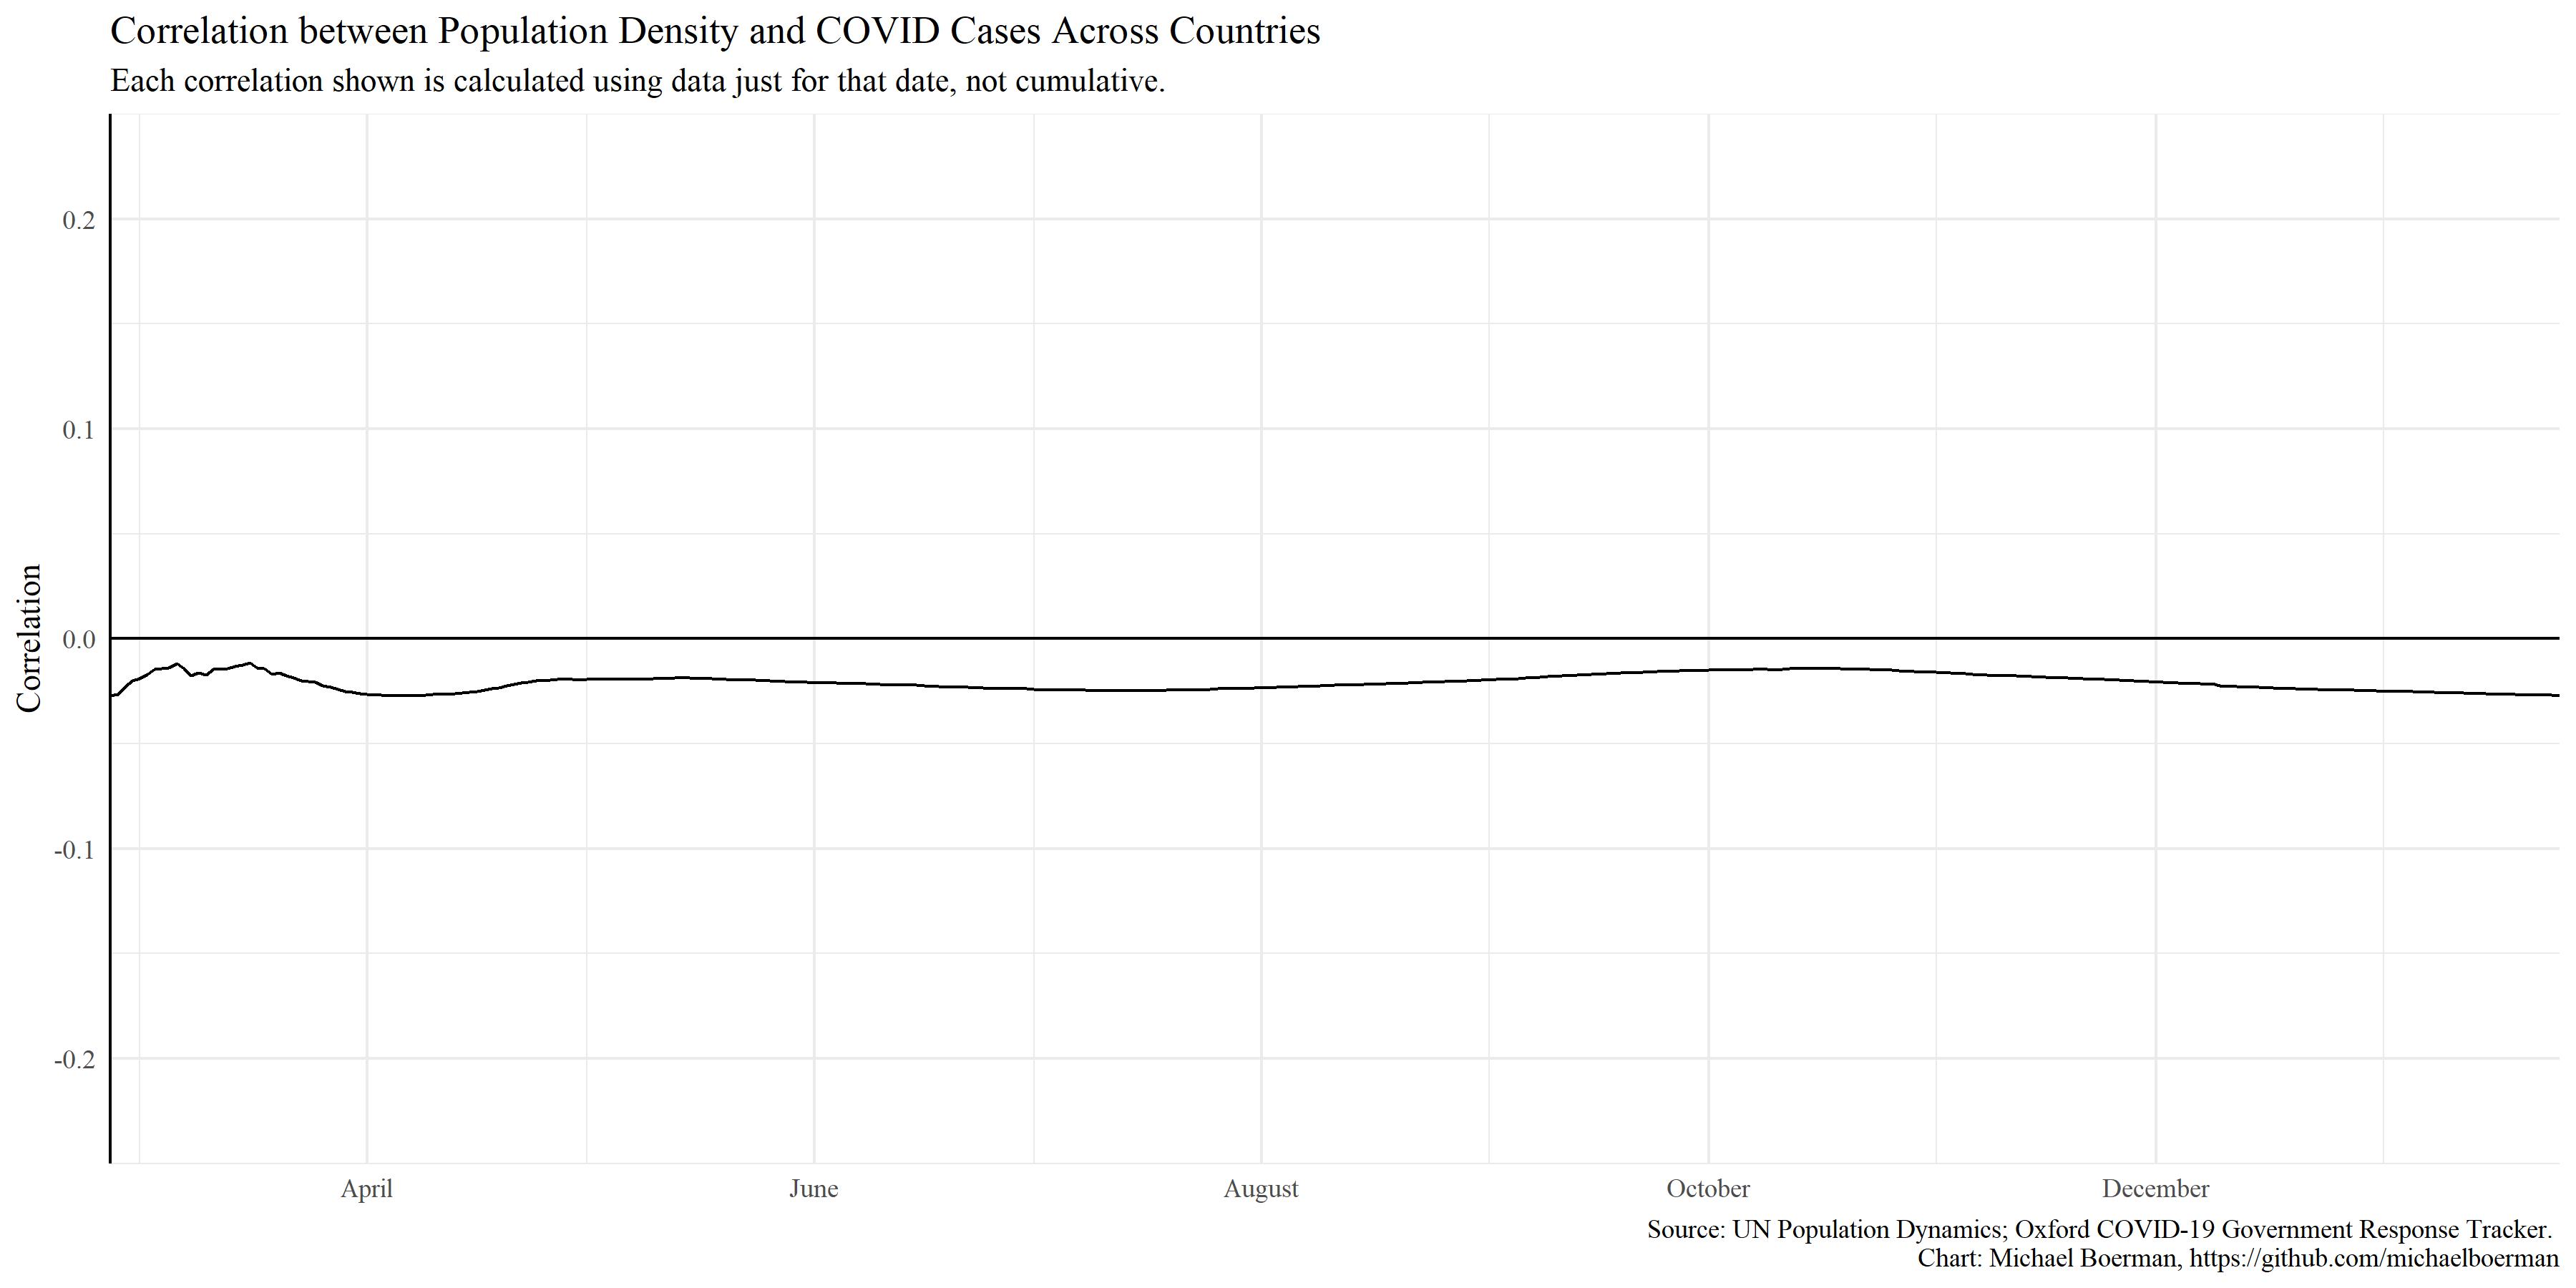 Correlation between Population Density and COVID Cases Across Countries
Each correlation shown is calculated using data just for that date, not cumulative.
Correlation
0.2
0.1
0.0
-0.1
-0.2
April
June
August
October
December
Source: UN Population Dynamics; Oxford COVID-19 Government Response Tracker.
Chart: Michael Boerman, https://github.com/michaelboerman